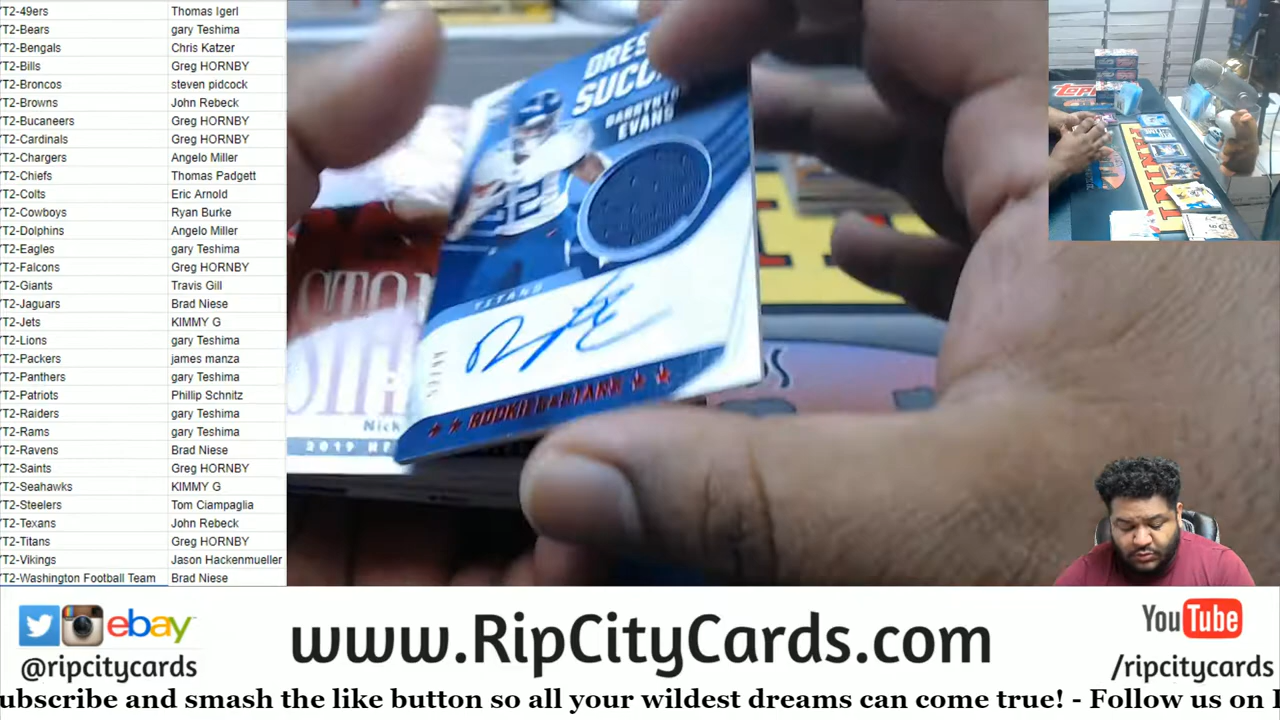 T2-49ers Thomas Igerl
T2-Bears gary Teshima
T2-Bengals Chris Katzer
T2-Bills Greg HORNBY
T2-Broncos steven pidcock
T2-Browns John Rebeck
T2-Bucaneers Greg HORNBY
T2-Cardinals Greg HORNBY
T2-Chargers Angelo Miller
T2-Chiefs Thomas Padgett
T2-Colts Eric Arnold
T2-Cowboys Ryan Burke
T2-Dolphins Angelo Miller
T2-Eagles gary Teshima
T2-Falcons Greg HORNBY
T2-Giants Travis Gill
T2-Jaguars Brad Niese
T2-Jets KIMMY G
T2-Lions gary Teshima
T2-Packers james manza
T2-Panthers gary Teshima
T2-Patriots Phillip Schnitz
T2-Raiders gary Teshima
T2-Rams gary Teshima
T2-Ravens Brad Niese
T2-Saints Greg HORNBY
T2-Seahawks KIMMY G
T2-Steelers Tom Ciampaglia
T2-Texans John Rebeck
T2-Titans Greg HORNBY
T2-Vikings Jason Hackenmueller
T2-Washington Football Team Brad Niese
EVANS
22
TITANS
ROOKIES & STARS
Nick
2019
Topps
PANINI
ebay
@ripcitycards
www.RipCityCards.com
YouTube
/ripcitycards
ubscribe and smash the like button so all your wildest dreams can come true! - Follow us on